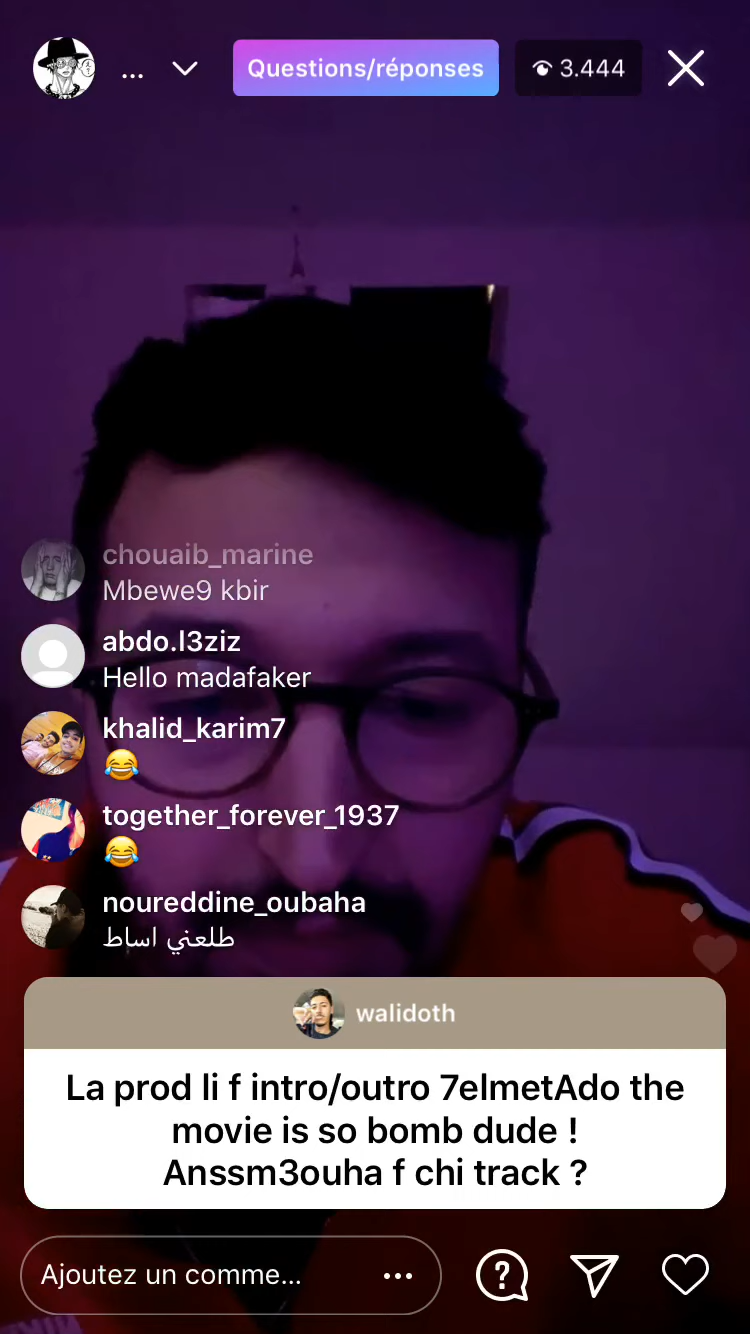 ...
Questions/réponses
3.444
chouaib_marine
Mbewe9 kbir
abdo.l3ziz
Hello madafaker
khalid_karim7
😂
together_forever_1937
😂
noureddine_oubaha
طلعني اساط
walidoth
La prod li f intro/outro 7elmetAdo the
movie is so bomb dude !
Anssm3ouha f chi track ?
Ajoutez un comme...